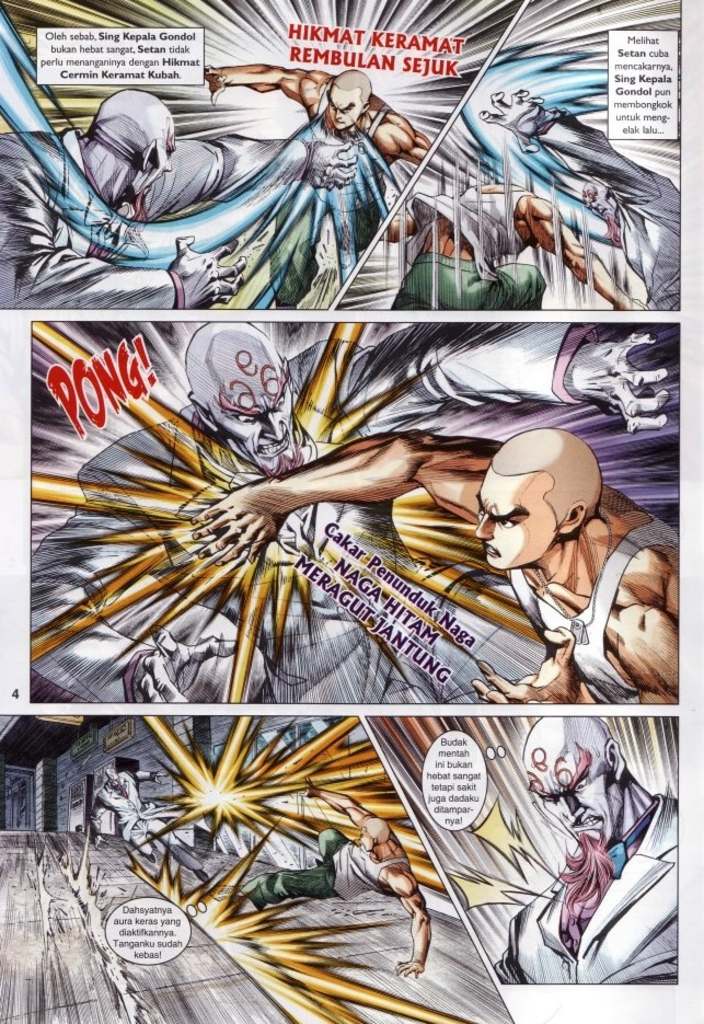 Oleh sebab, Sing Kepala Gondol
bukan hebat sangat, Setan tidak
perlu menanganinya dengan Hikmat
Cermin Keramat Kubah.
HIKMAT KERAMAT
REMBULAN SEJUK
Melihat
Setan cuba
mencakarnya,
Sing Kepala
Gondol pun
membongkok
untuk meng-
elak lalu...
PONG!
Cakar Penunduk Naga
... NAGA HITAM
MERAGUT JANTUNG
4
Dahsyatnya
aura keras yang
diaktifkannya.
Tanganku sudah
kebas!
Budak
mentah
ini bukan
hebat sangat
tetapi sakit
juga dadaku
dilampar-
nya!